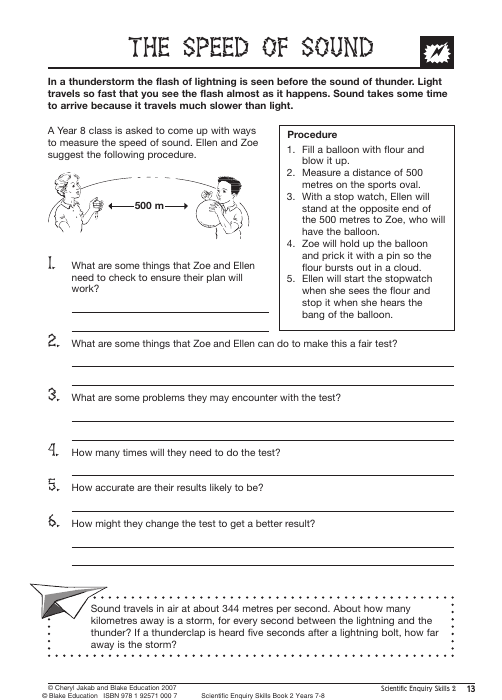 THE SPEED OF SOUND
In a thunderstorm the flash of lightning is seen before the sound of thunder. Light
travels so fast that you see the flash almost as it happens. Sound takes some time
to arrive because it travels much slower than light.
A Year 8 class is asked to come up with ways
to measure the speed of sound. Ellen and Zoe
suggest the following procedure.
500 m
Procedure
1. Fill a balloon with flour and
blow it up.
2. Measure a distance of 500
metres on the sports oval.
3. With a stop watch, Ellen will
stand at the opposite end of
the 500 metres to Zoe, who will
have the balloon.
4. Zoe will hold up the balloon
and prick it with a pin so the
flour bursts out in a cloud.
5. Ellen will start the stopwatch
when she sees the flour and
stop it when she hears the
bang of the balloon.
1. What are some things that Zoe and Ellen
need to check to ensure their plan will
work?
2. What are some things that Zoe and Ellen can do to make this a fair test?
3. What are some problems they may encounter with the test?
4. How many times will they need to do the test?
5. How accurate are their results likely to be?
6. How might they change the test to get a better result?
Sound travels in air at about 344 metres per second. About how many
kilometres away is a storm, for every second between the lightning and the
thunder? If a thunderclap is heard five seconds after a lightning bolt, how far
away is the storm?
© Cheryl Jakab and Blake Education 2007
Scientific Enquiry Skills 2 13
© Blake Education ISBN 978 1 92571 000 7 Scientific Enquiry Skills Book 2 Years 7-8